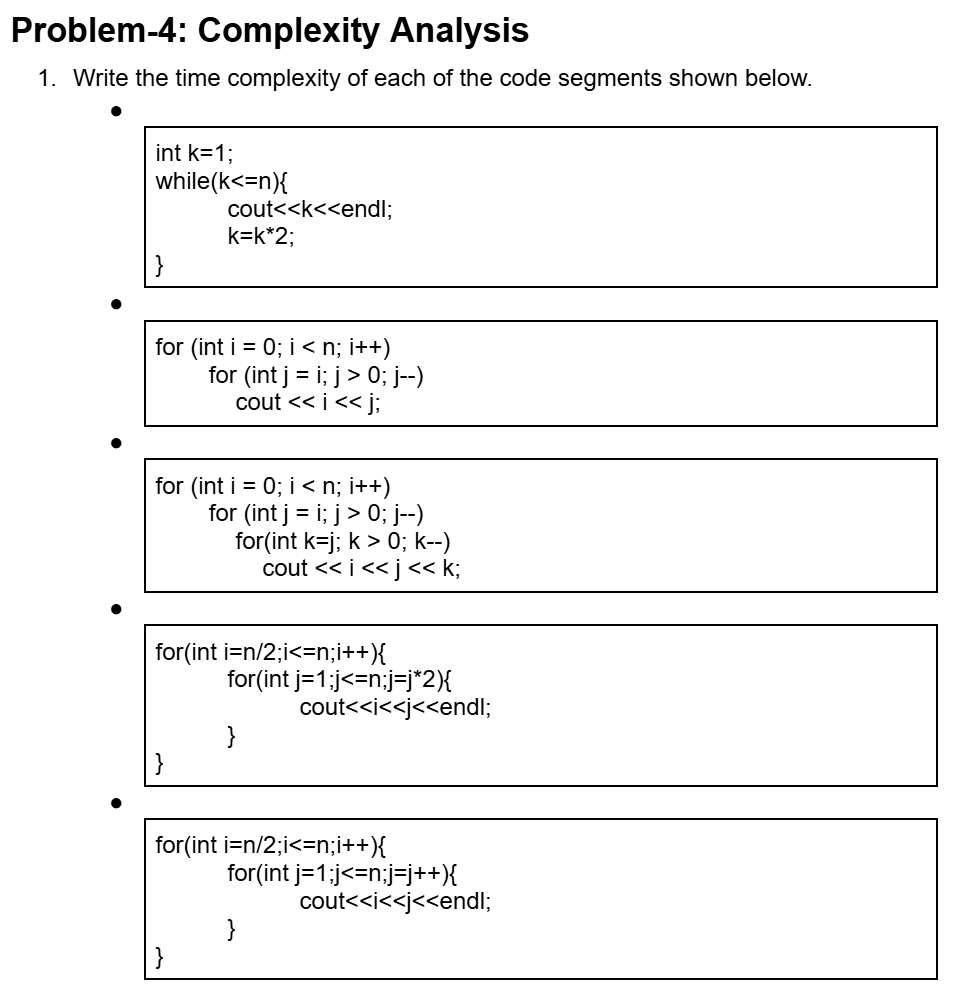 Problem-4: Complexity Analysis
1. Write the time complexity of each of the code segments shown below.
●
int k=1;
while(k<=n){
cout<<k<<endl;
k=k*2;
}
●
for (int i = 0; i < n; i++)
for (int j = i; j > 0; j--)
cout << i << j;
●
for (int i = 0; i < n; i++)
for (int j = i; j > 0; j--)
for(int k=j; k > 0; k--)
cout << i << j << k;
●
for(int i=n/2;i<=n;i++){
for(int j=1;j<=n;j=j*2){
cout<<i<<j<<endl;
}
}
●
for(int i=n/2;i<=n;i++){
for(int j=1;j<=n;j=j++){
cout<<i<<j<<endl;
}
}